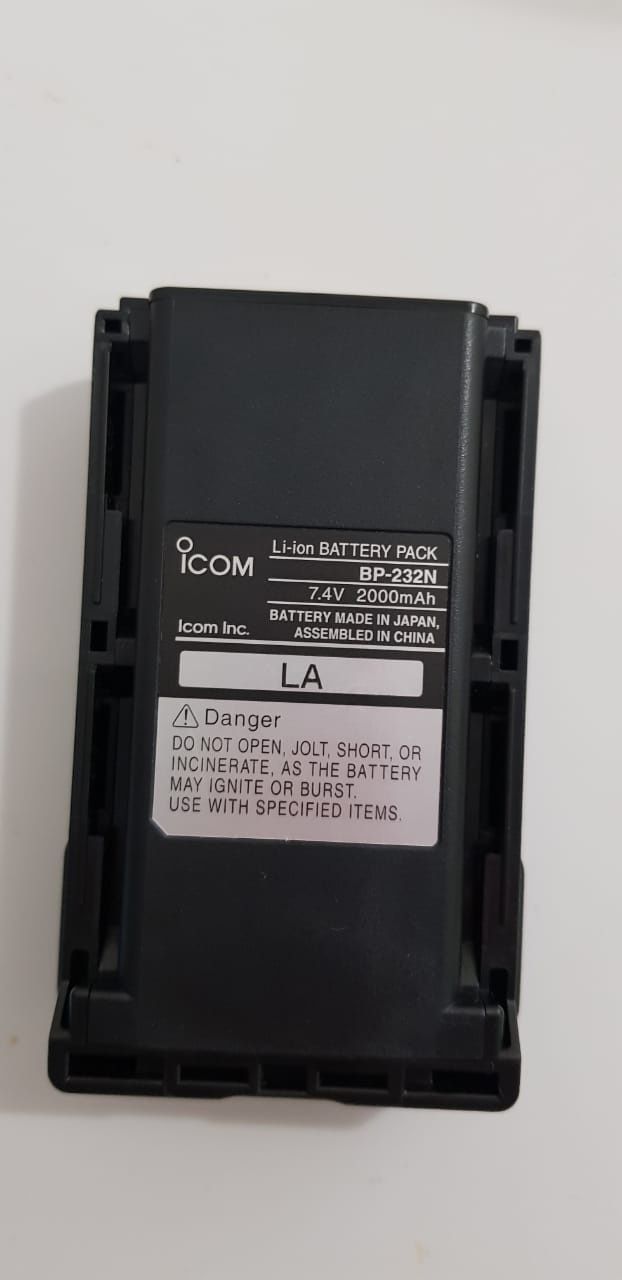 ICOM
Li-ion BATTERY PACK
BP-232N
7.4V 2000mAh
Icom Inc.
BATTERY MADE IN JAPAN,
ASSEMBLED IN CHINA
LA
⚠ Danger
DO NOT OPEN, JOLT, SHORT, OR
INCINERATE, AS THE BATTERY
MAY IGNITE OR BURST.
USE WITH SPECIFIED ITEMS.